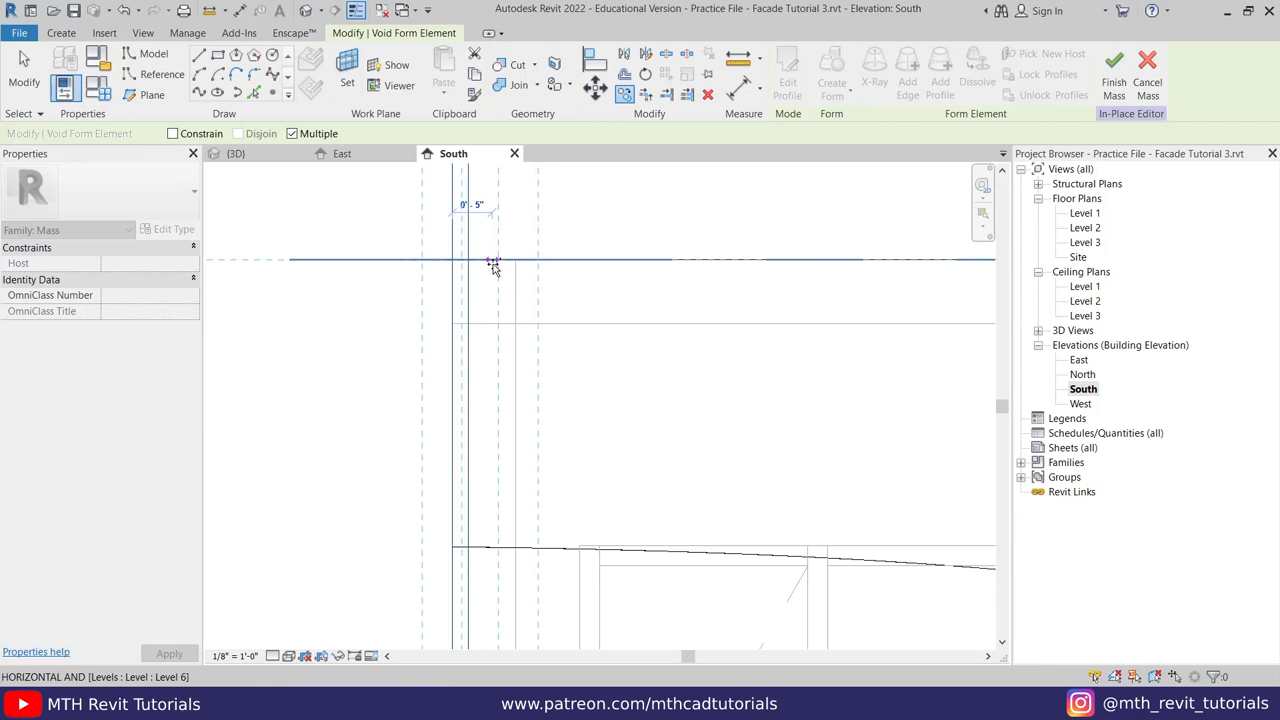 Autodesk Revit 2022 - Educational Version - Practice File - Facade Tutorial 3.rvt - Elevation: South
Sign In
File Create Insert View Manage Add-Ins Enscape™ Modify | Void Form Element
Modify
Model
Reference
Plane
Set
Show
Viewer
Paste
Cut
Join
Edit Profile
Create Form
X-Ray
Add Edge
Add Profile
Dissolve
Pick New Host
Lock Profiles
Unlock Profiles
Finish Mass
Cancel Mass
Select Properties Draw Work Plane Clipboard Geometry Modify Measure Mode Form Form Element In-Place Editor
Modify | Void Form Element Constrain Disjoin Multiple
Properties
{3D} East South
Project Browser - Practice File - Facade Tutorial 3.rvt
Family: Mass Edit Type
Constraints
Host
Identity Data
OmniClass Number
OmniClass Title
0' - 5"
Views (all)
Structural Plans
Floor Plans
Level 1
Level 2
Level 3
Site
Ceiling Plans
Level 1
Level 2
Level 3
3D Views
Elevations (Building Elevation)
East
North
South
West
Legends
Schedules/Quantities (all)
Sheets (all)
Families
Groups
Revit Links
Properties help Apply
1/8" = 1'-0"
HORIZONTAL AND [Levels : Level : Level 6]
:0
MTH Revit Tutorials www.patreon.com/mthcadtutorials @mth_revit_tutorials